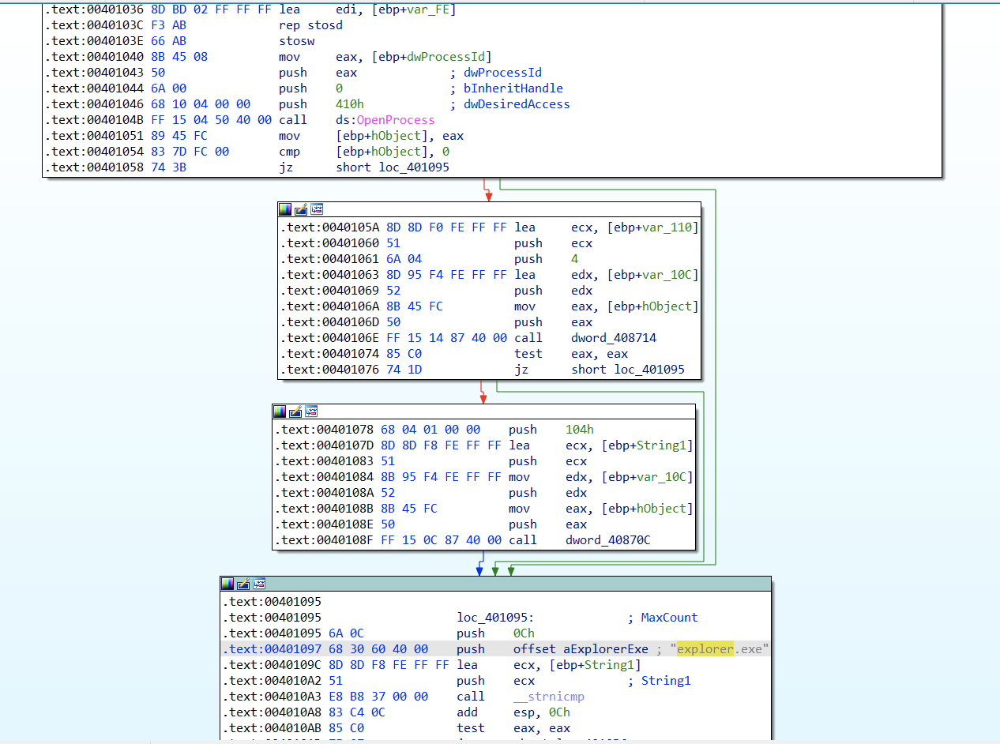 .text:00401036 8D BD 02 FF FF FF lea edi, [ebp+var_FE]
.text:0040103C F3 AB rep stosd
.text:0040103E 66 AB stosw
.text:00401040 8B 45 08 mov eax, [ebp+dwProcessId]
.text:00401043 50 push eax ; dwProcessId
.text:00401044 6A 00 push 0 ; bInheritHandle
.text:00401046 68 10 04 00 00 push 410h ; dwDesiredAccess
.text:0040104B FF 15 04 50 40 00 call ds:OpenProcess
.text:00401051 89 45 FC mov [ebp+hObject], eax
.text:00401054 83 7D FC 00 cmp [ebp+hObject], 0
.text:00401058 74 3B jz short loc_401095
.text:0040105A 8D 8D F0 FE FF FF lea ecx, [ebp+var_110]
.text:00401060 51 push ecx
.text:00401061 6A 04 push 4
.text:00401063 8D 95 F4 FE FF FF lea edx, [ebp+var_10C]
.text:00401069 52 push edx
.text:0040106A 8B 45 FC mov eax, [ebp+hObject]
.text:0040106D 50 push eax
.text:0040106E FF 15 14 87 40 00 call dword_408714
.text:00401074 85 C0 test eax, eax
.text:00401076 74 1D jz short loc_401095
.text:00401078 68 04 01 00 00 push 104h
.text:0040107D 8D 8D F8 FE FF FF lea ecx, [ebp+String1]
.text:00401083 51 push ecx
.text:00401084 8B 95 F4 FE FF FF mov edx, [ebp+var_10C]
.text:0040108A 52 push edx
.text:0040108B 8B 45 FC mov eax, [ebp+hObject]
.text:0040108E 50 push eax
.text:0040108F FF 15 0C 87 40 00 call dword_40870C
.text:00401095
.text:00401095 loc_401095: ; MaxCount
.text:00401095 6A 0C push 0Ch
.text:00401097 68 30 60 40 00 push offset aExplorerExe ; "explorer.exe"
.text:0040109C 8D 8D F8 FE FF FF lea ecx, [ebp+String1]
.text:004010A2 51 push ecx ; String1
.text:004010A3 E8 B8 37 00 00 call __strnicmp
.text:004010A8 83 C4 0C add esp, 0Ch
.text:004010AB 85 C0 test eax, eax